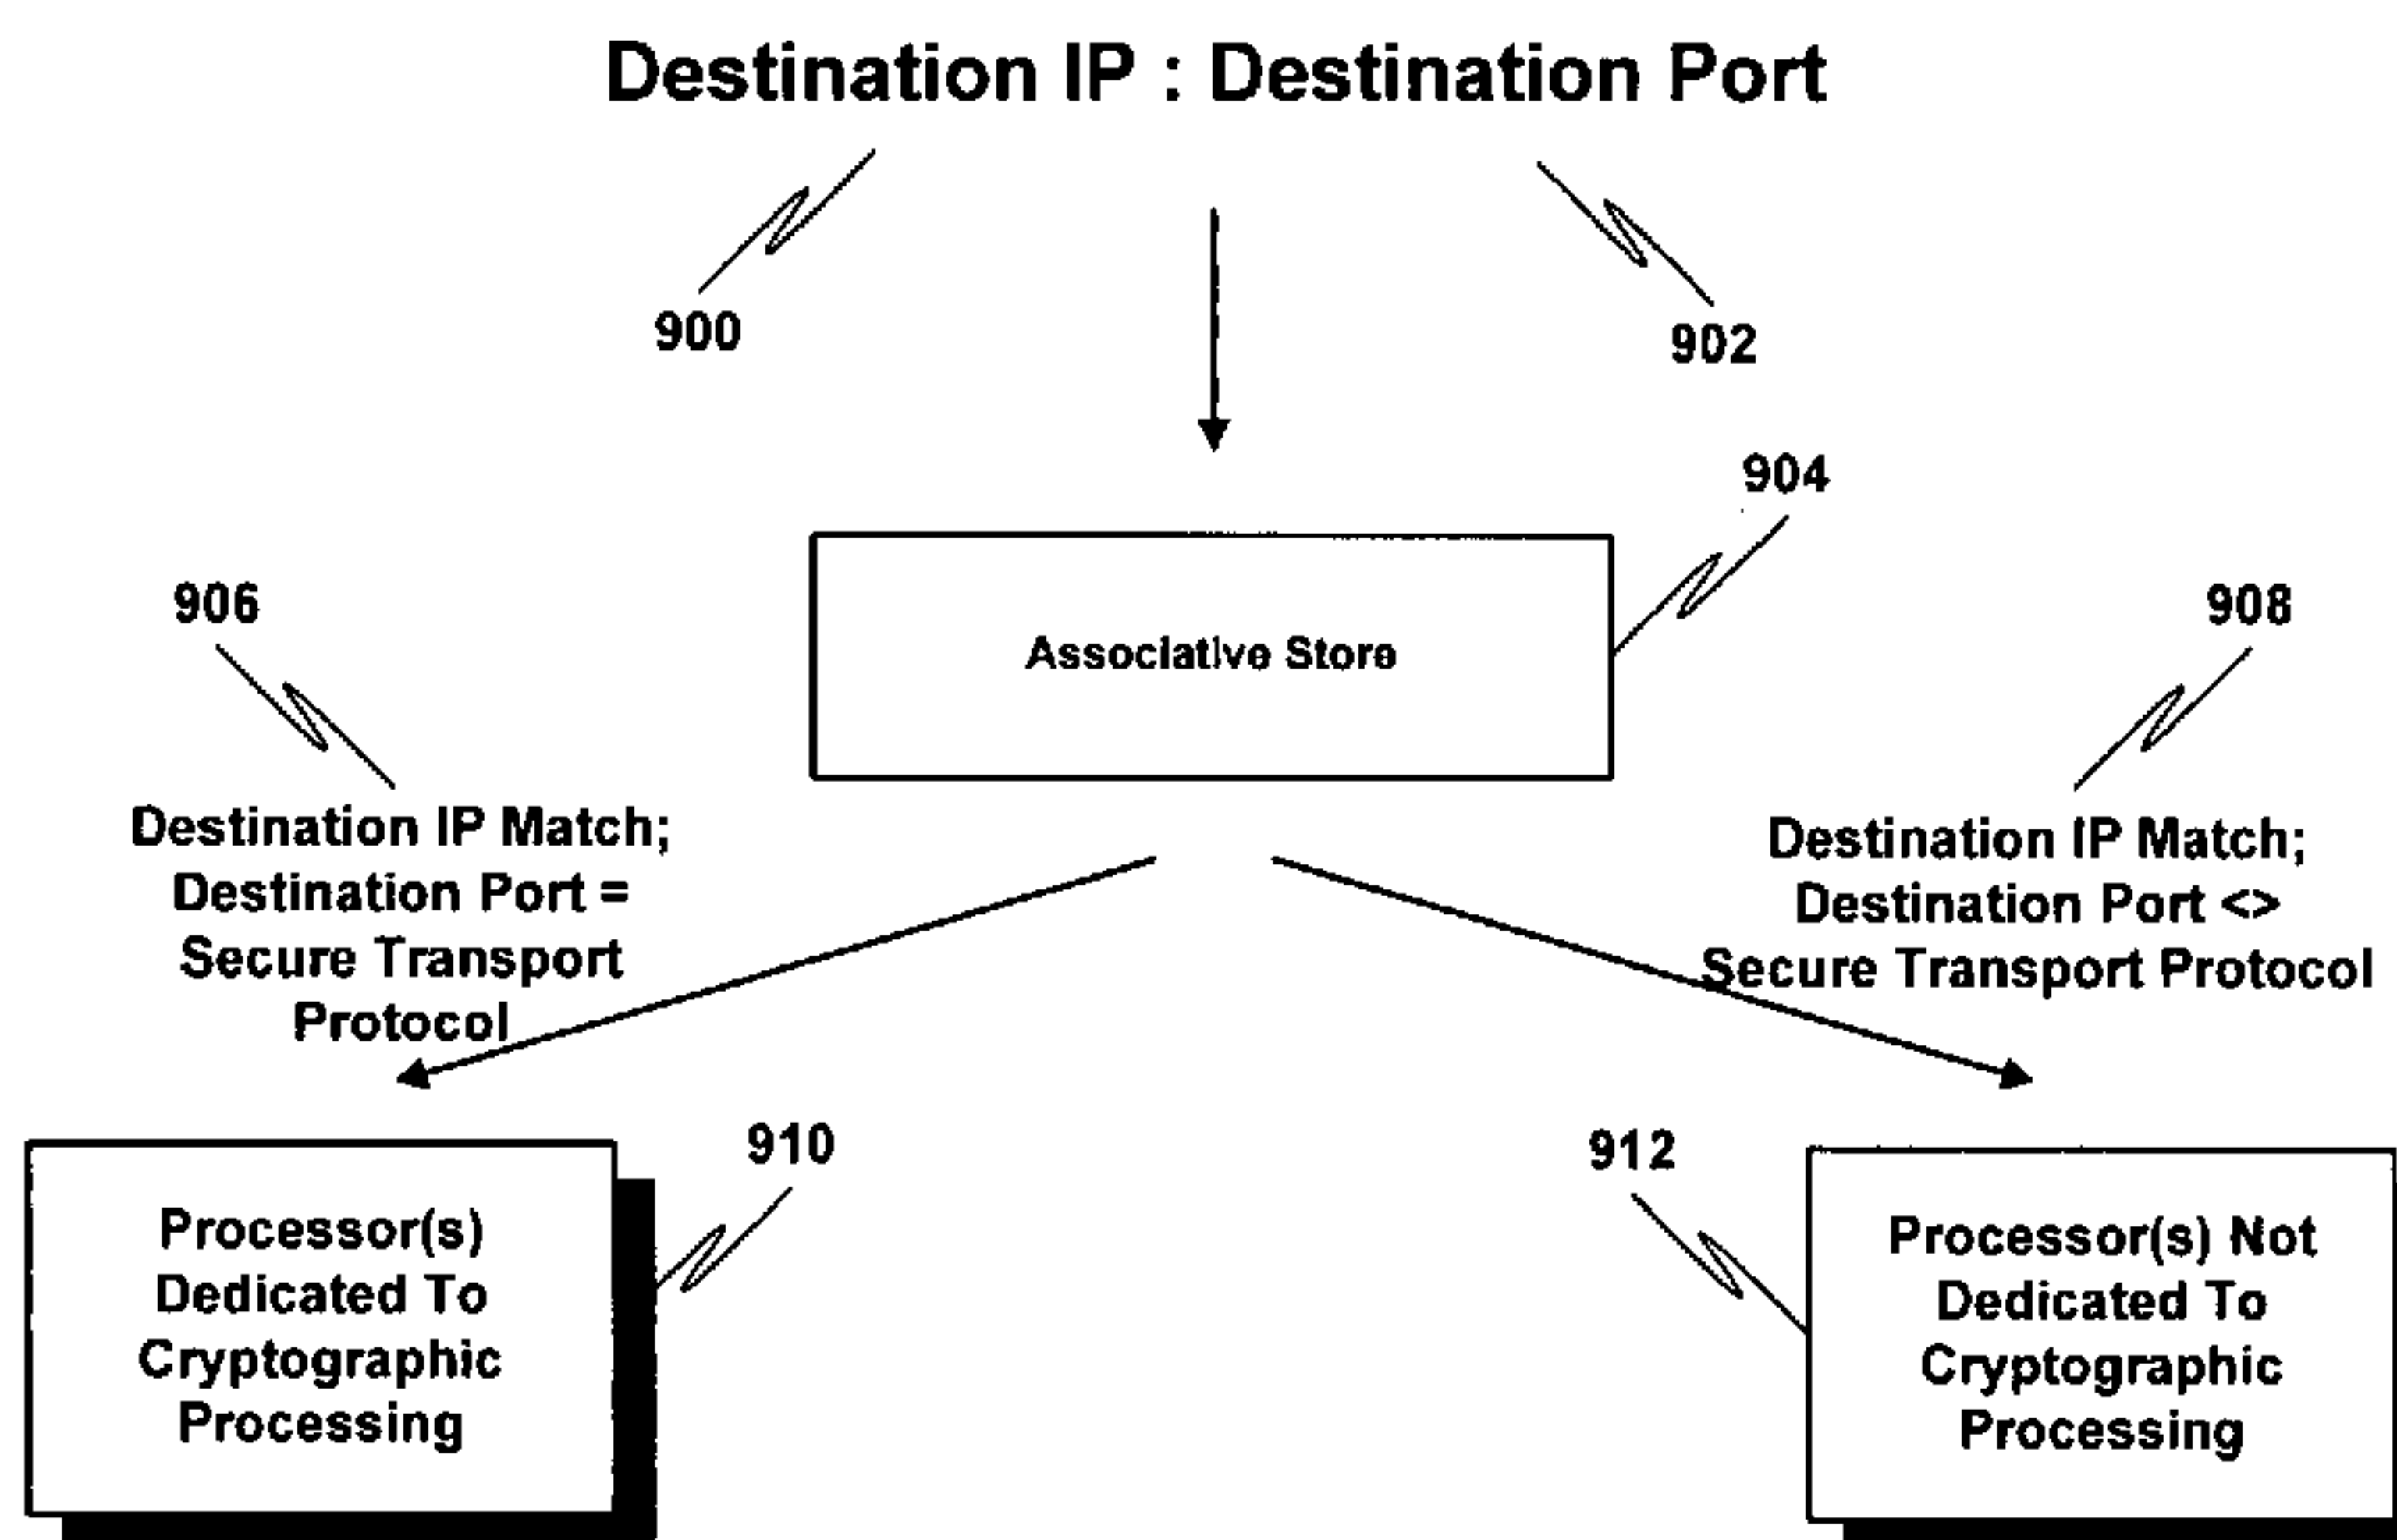 Destination IP : Destination Port
900
902
904
Associative Store
906
908
Destination IP Match;
Destination Port =
Secure Transport
Protocol
Destination IP Match;
Destination Port <>
Secure Transport Protocol
910
912
Processor(s)
Dedicated To
Cryptographic
Processing
Processor(s) Not
Dedicated To
Cryptographic
Processing